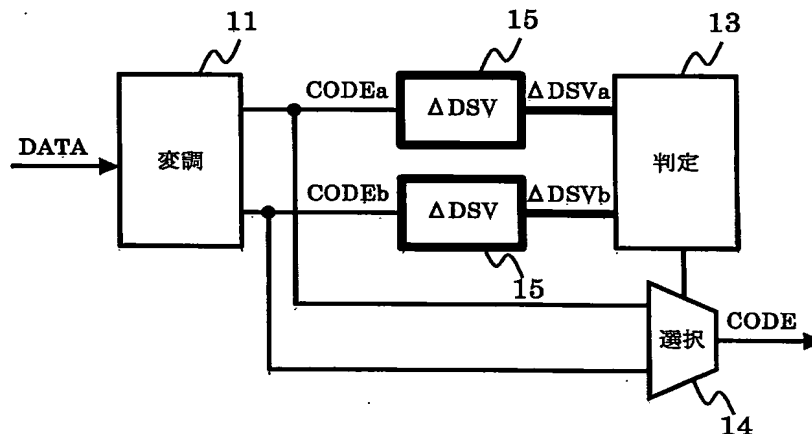 11
15
13
CODEa
ΔDSV
ΔDSVa
DATA
変調
判定
CODEb
ΔDSV
ΔDSVb
15
選択
CODE
14